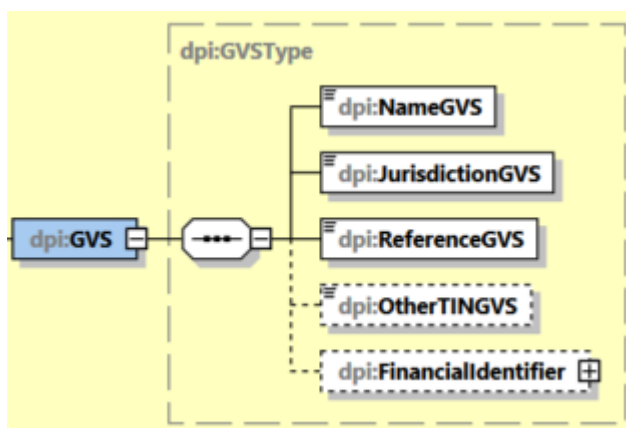 dpi:GVSType
dpi:NameGVS
dpi:JurisdictionGVS
dpi:GVS
dpi:ReferenceGVS
dpi:OtherTINGVS
dpi:FinancialIdentifier